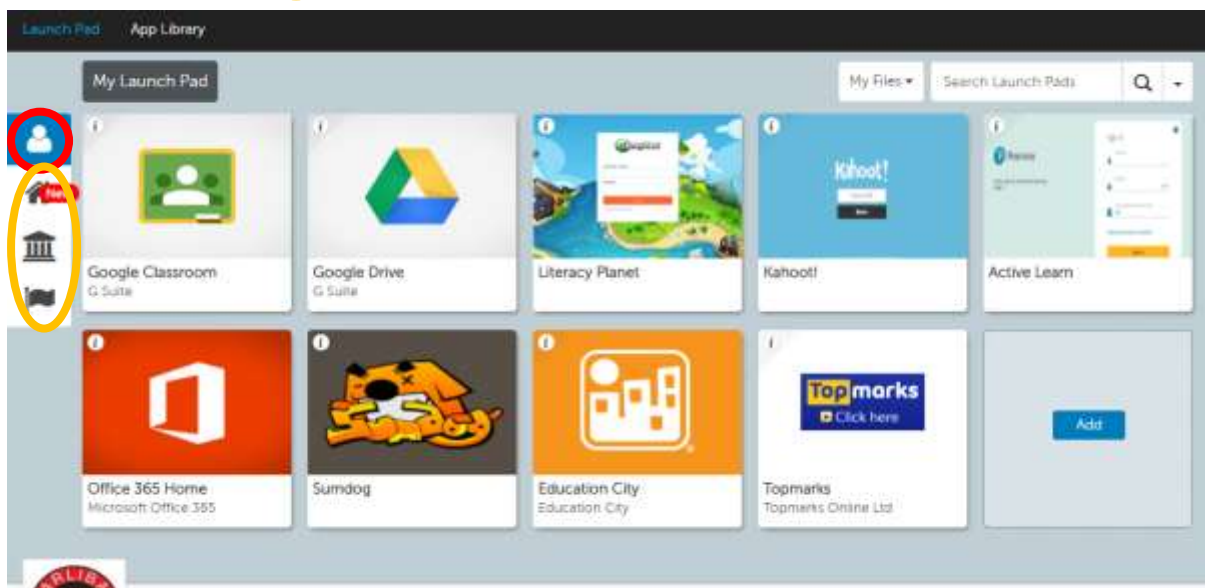 Launch Pad App Library
My Launch Pad
My Files
Search Launch Pads
New
Kahoot!
Google Classroom
G Suite
Google Drive
G Suite
Literacy Planet
Kahoot!
Active Learn
Topmarks
Click here
Office 365 Home
Microsoft Office 365
Sumdog
Education City
Education City
Topmarks
Topmarks Online Ltd
Add